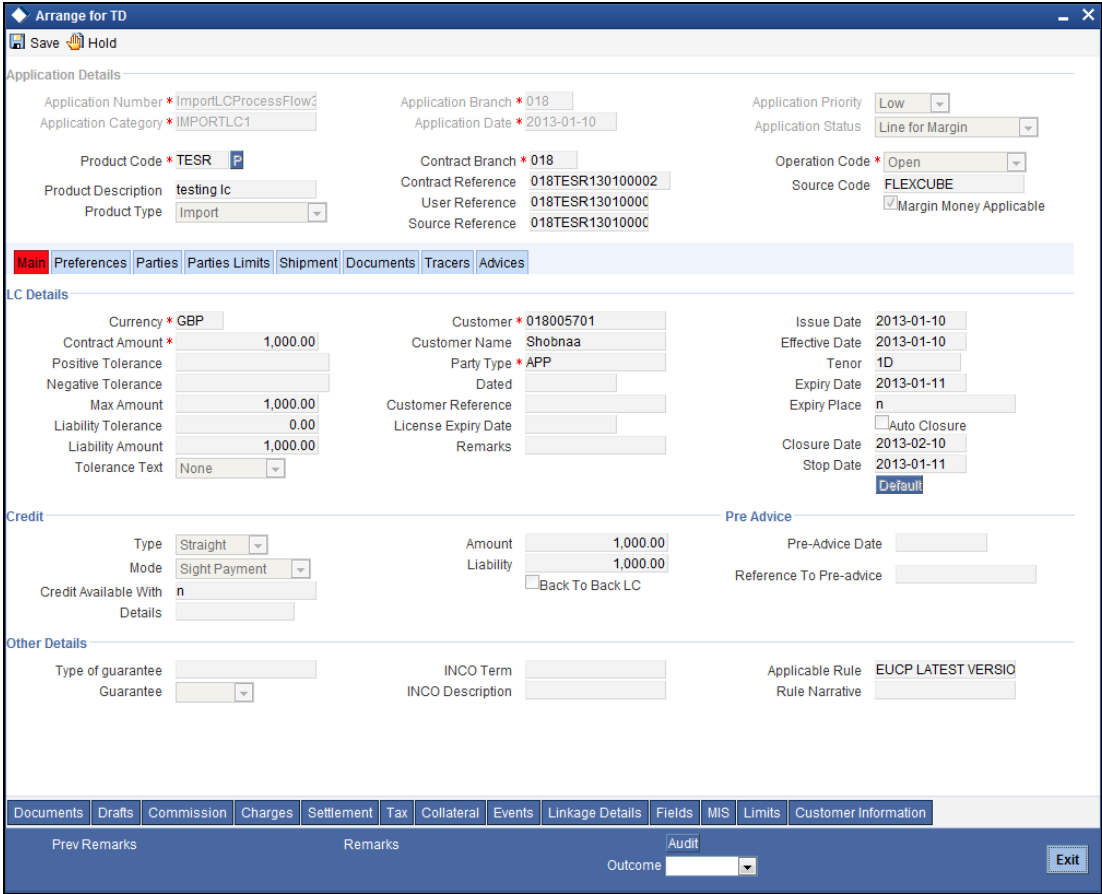 Arrange for TD
Save Hold
Application Details
Application Number * ImportLCProcessFlow3 Application Branch * 018 Application Priority Low
Application Category * IMPORTLC1 Application Date * 2013-01-10 Application Status Line for Margin
Product Code * TESR P Contract Branch * 018 Operation Code * Open
Product Description testing lc Contract Reference 018TESR130100002 Source Code FLEXCUBE
Product Type Import User Reference 018TESR13010000 Margin Money Applicable
Source Reference 018TESR13010000
Main Preferences Parties Parties Limits Shipment Documents Tracers Advices
LC Details
Currency * GBP Customer * 018005701 Issue Date 2013-01-10
Contract Amount * 1,000.00 Customer Name Shobnaa Effective Date 2013-01-10
Positive Tolerance Party Type * APP Tenor 1D
Negative Tolerance Dated Expiry Date 2013-01-11
Max Amount 1,000.00 Customer Reference Expiry Place n
Liability Tolerance 0.00 License Expiry Date Auto Closure
Liability Amount 1,000.00 Remarks Closure Date 2013-02-10
Tolerance Text None Stop Date 2013-01-11
Default
Credit Pre Advice
Type Straight Amount 1,000.00 Pre-Advice Date
Mode Sight Payment Liability 1,000.00 Reference To Pre-advice
Credit Available With n Back To Back LC
Details
Other Details
Type of guarantee INCO Term Applicable Rule EUCP LATEST VERSIO
Guarantee INCO Description Rule Narrative
Documents Drafts Commission Charges Settlement Tax Collateral Events Linkage Details Fields MIS Limits Customer Information
Prev Remarks Remarks Audit
Outcome Exit